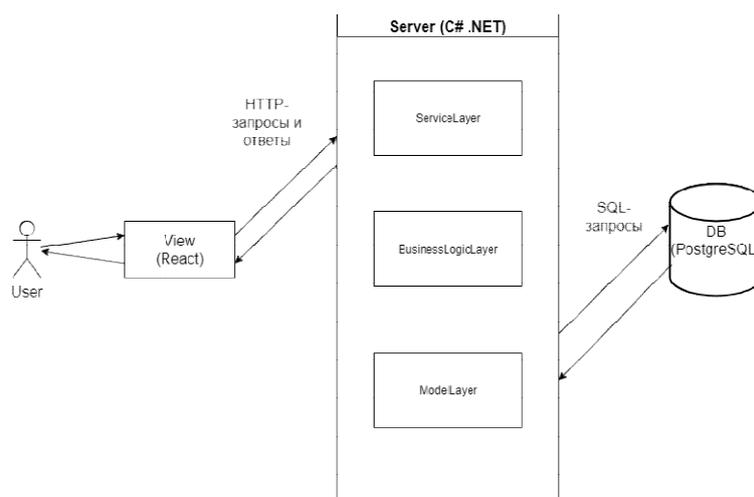 Server (C# .NET)
HTTP-
запросы и
ответы
ServiceLayer
SQL-
запросы
View
(React)
BusinessLogicLayer
DB
(PostgreSQL
User
ModelLayer